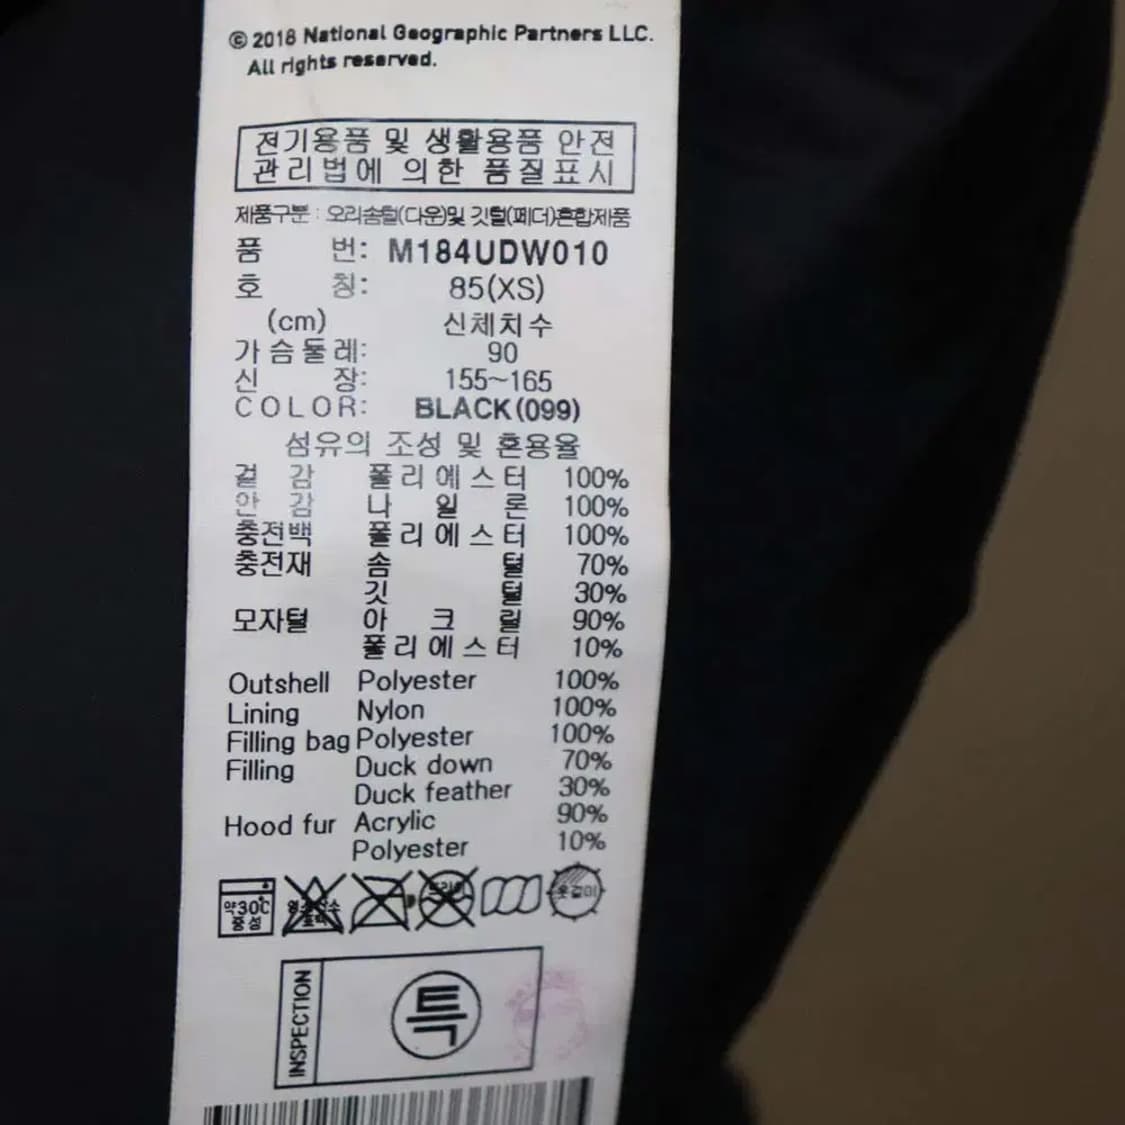 © 2018 National Geographic Partners LLC.
All rights reserved.
전기용품 및 생활용품 안전
관리법에 의한 품질표시
제품구분 : 오리솜털(다운)및 깃털(페더)혼합제품
품 번: M184UDW010
호 칭: 85(XS)
(cm) 신체치수
가슴둘레: 90
신 장: 155~165
COLOR: BLACK(099)
섬유의 조성 및 혼용율
겉 감 폴리에스터 100%
안 감 나일론 100%
충전백 폴리에스터 100%
충전재 솜털 70%
깃털 30%
모자털 아크릴 90%
폴리에스터 10%
Outshell Polyester 100%
Lining Nylon 100%
Filling bag Polyester 100%
Filling Duck down 70%
Duck feather 30%
Hood fur Acrylic 90%
Polyester 10%
약30℃
중성
옷걸이
INSPECTION
특